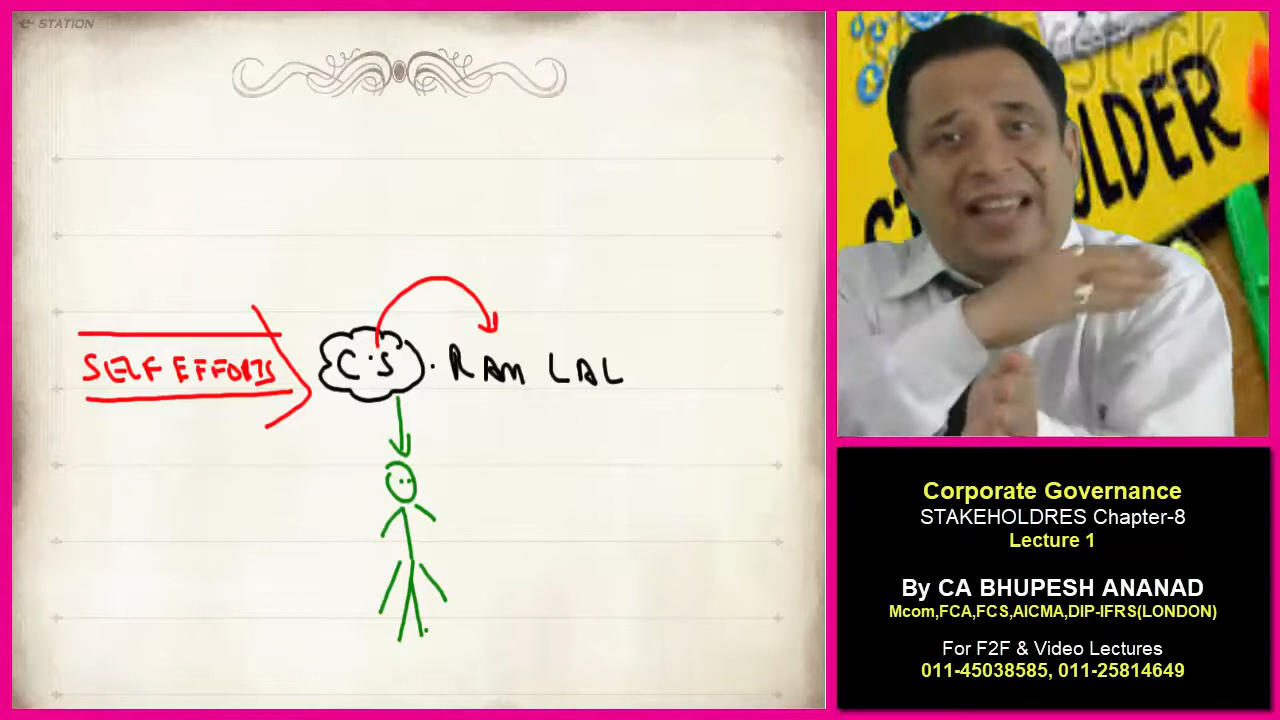 e- STATION
SELF EFFORTS
C.S. RAM LAL
HOLDER
Corporate Governance
STAKEHOLDRES Chapter-8
Lecture 1
By CA BHUPESH ANANAD
Mcom,FCA,FCS,AICMA,DIP-IFRS(LONDON)
For F2F & Video Lectures
011-45038585, 011-25814649